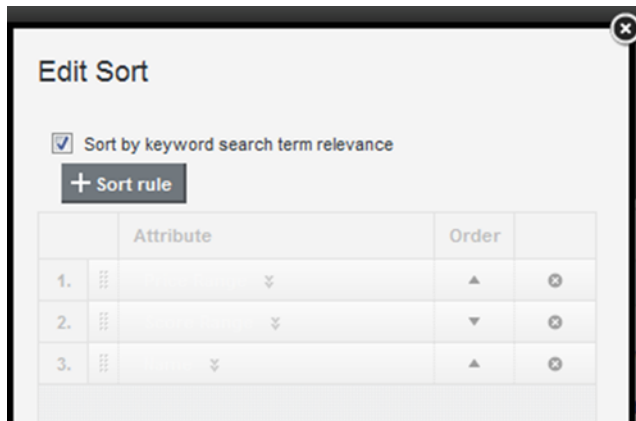 Edit Sort
Sort by keyword search term relevance
+ Sort rule
Attribute Order
1.
2.
3.